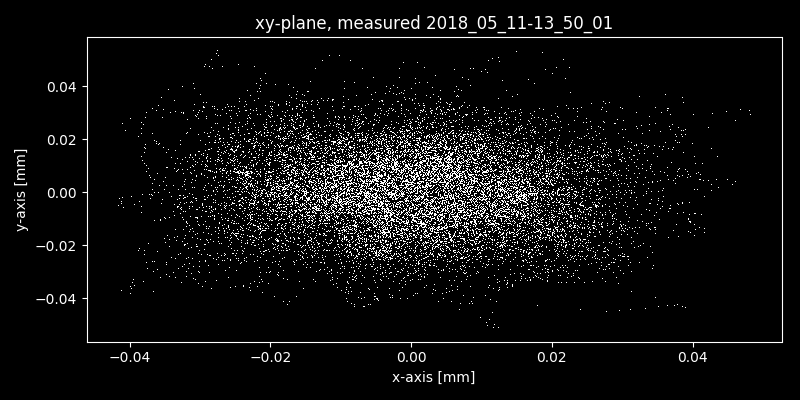 xy-plane, measured 2018_05_11-13_50_01
0.04
0.02
0.00
−0.02
−0.04
y-axis [mm]
−0.04 −0.02 0.00 0.02 0.04
x-axis [mm]